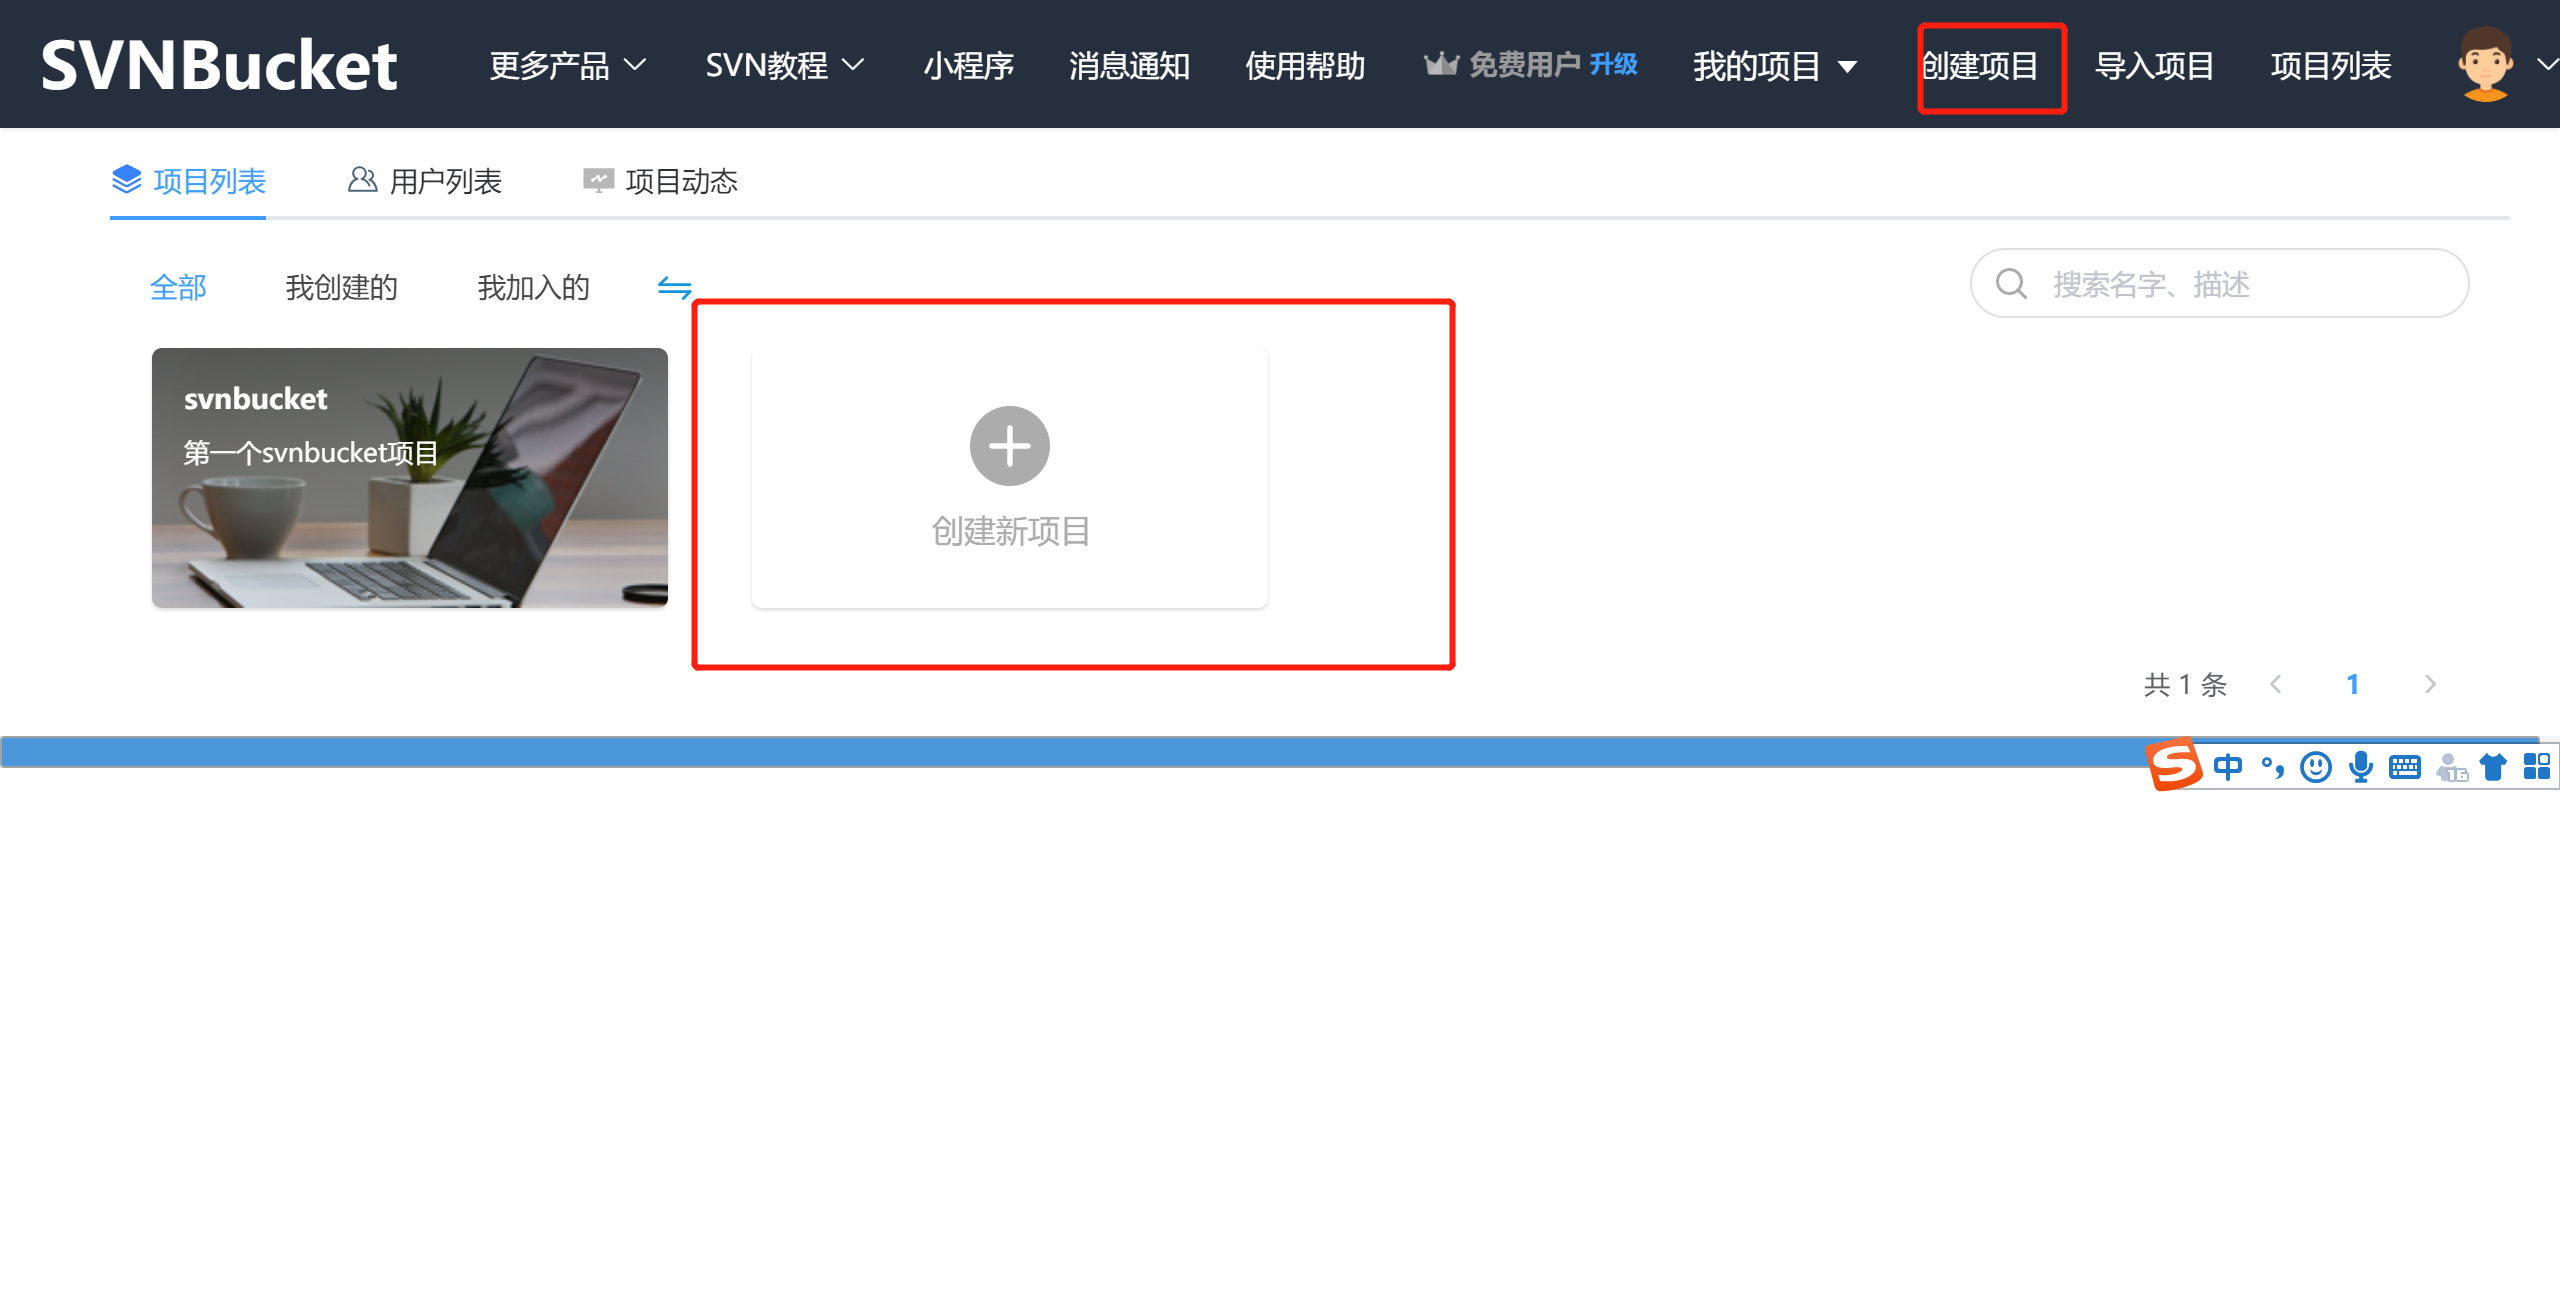 SVNBucket 更多产品 SVN教程 小程序 消息通知 使用帮助 免费用户 升级 我的项目 创建项目 导入项目 项目列表
项目列表 用户列表 项目动态
全部 我创建的 我加入的 搜索名字、描述
svnbucket
第一个svnbucket项目
创建新项目
共 1 条 1
中